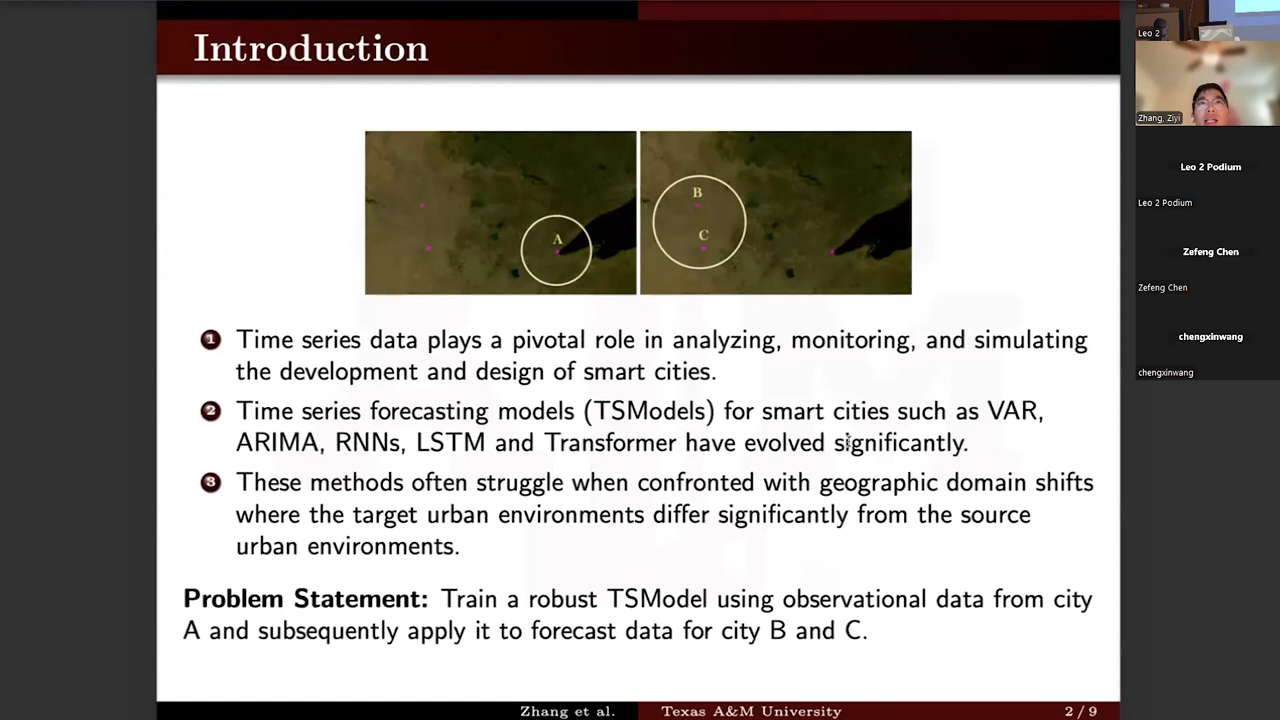 Introduction
A
B
C
1 Time series data plays a pivotal role in analyzing, monitoring, and simulating
the development and design of smart cities.
2 Time series forecasting models (TSModels) for smart cities such as VAR,
ARIMA, RNNs, LSTM and Transformer have evolved significantly.
3 These methods often struggle when confronted with geographic domain shifts
where the target urban environments differ significantly from the source
urban environments.
Problem Statement: Train a robust TSModel using observational data from city
A and subsequently apply it to forecast data for city B and C.
Zhang et al. Texas A&M University 2 / 9
Leo 2
Zhang, Ziyi
Leo 2 Podium
Leo 2 Podium
Zefeng Chen
Zefeng Chen
chengxinwang
chengxinwang